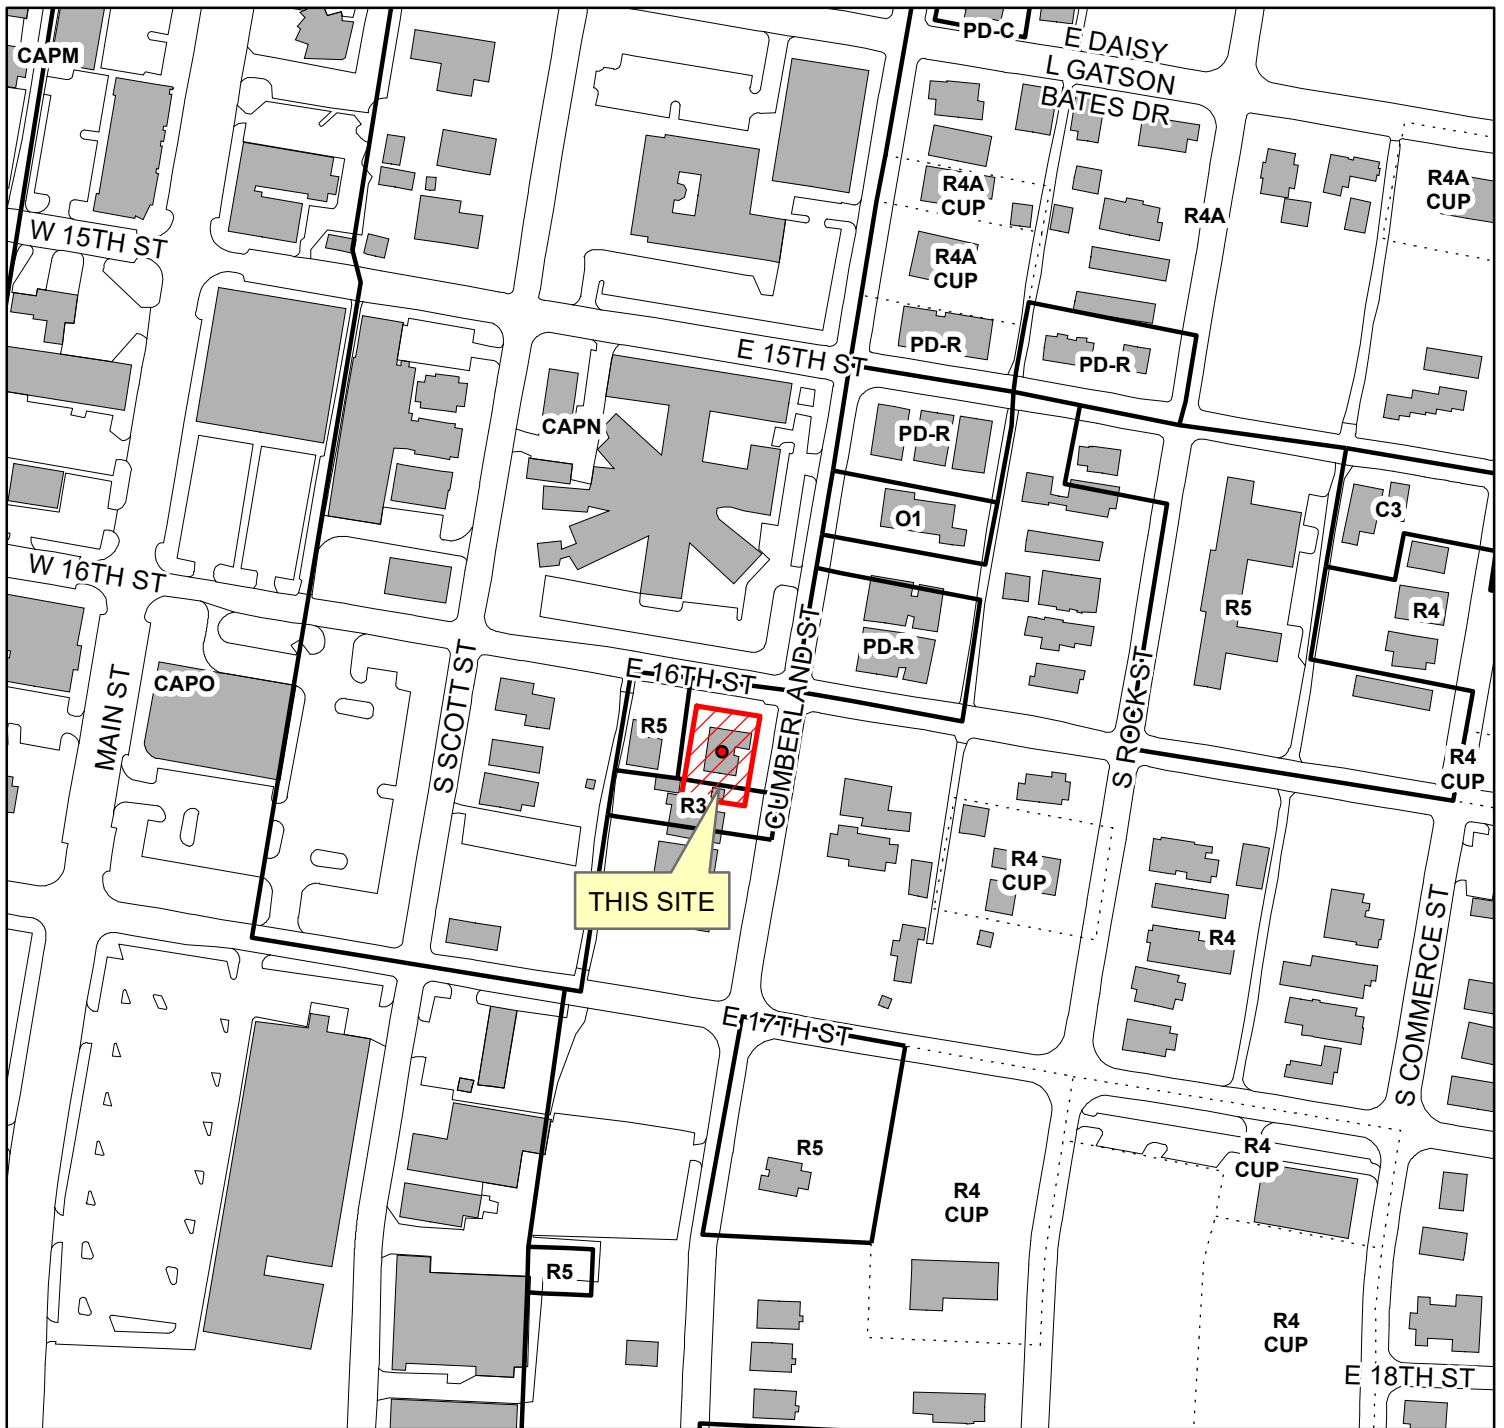 PD-C
E DAISY
L GATSON
BATES DR
CAPM
R4A
CUP
R4A
CUP
R4A
W 15TH ST
R4A
CUP
PD-R
E 15TH ST
PD-R
CAPN
PD-R
O1
C3
W 16TH ST
R5
R4
CUMBERLAND ST
PD-R
E 16TH ST
S SCOTT ST
CAPO
MAIN ST
S ROCK ST
R5
R4
CUP
R3
R4
CUP
THIS SITE
R4
S COMMERCE ST
E 17TH ST
R5
R4
CUP
R4
CUP
R5
R4
CUP
E 18TH ST